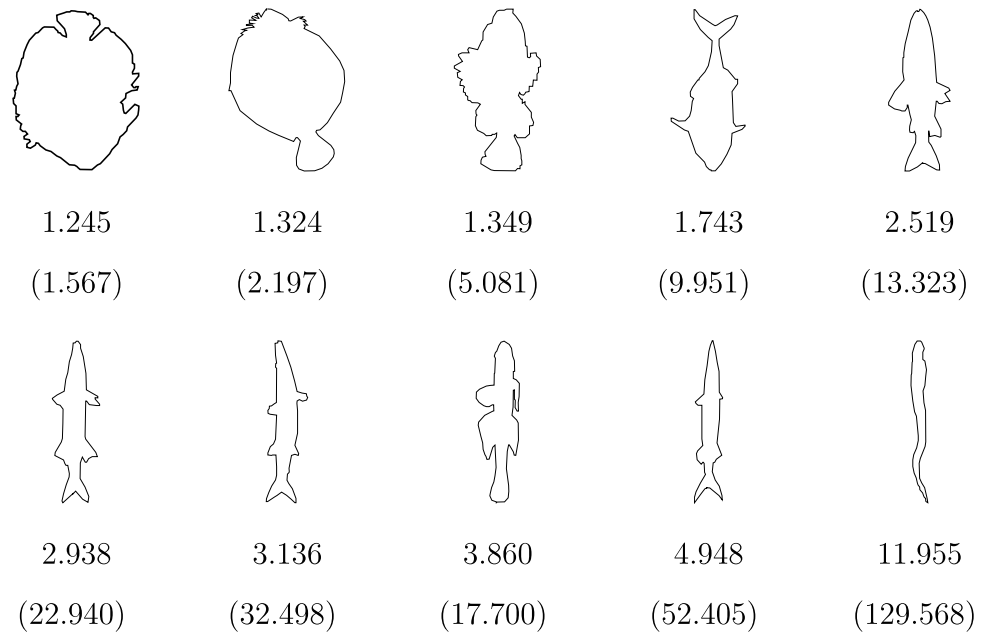 1.245 1.324 1.349 1.743 2.519
(1.567) (2.197) (5.081) (9.951) (13.323)
2.938 3.136 3.860 4.948 11.955
(22.940) (32.498) (17.700) (52.405) (129.568)